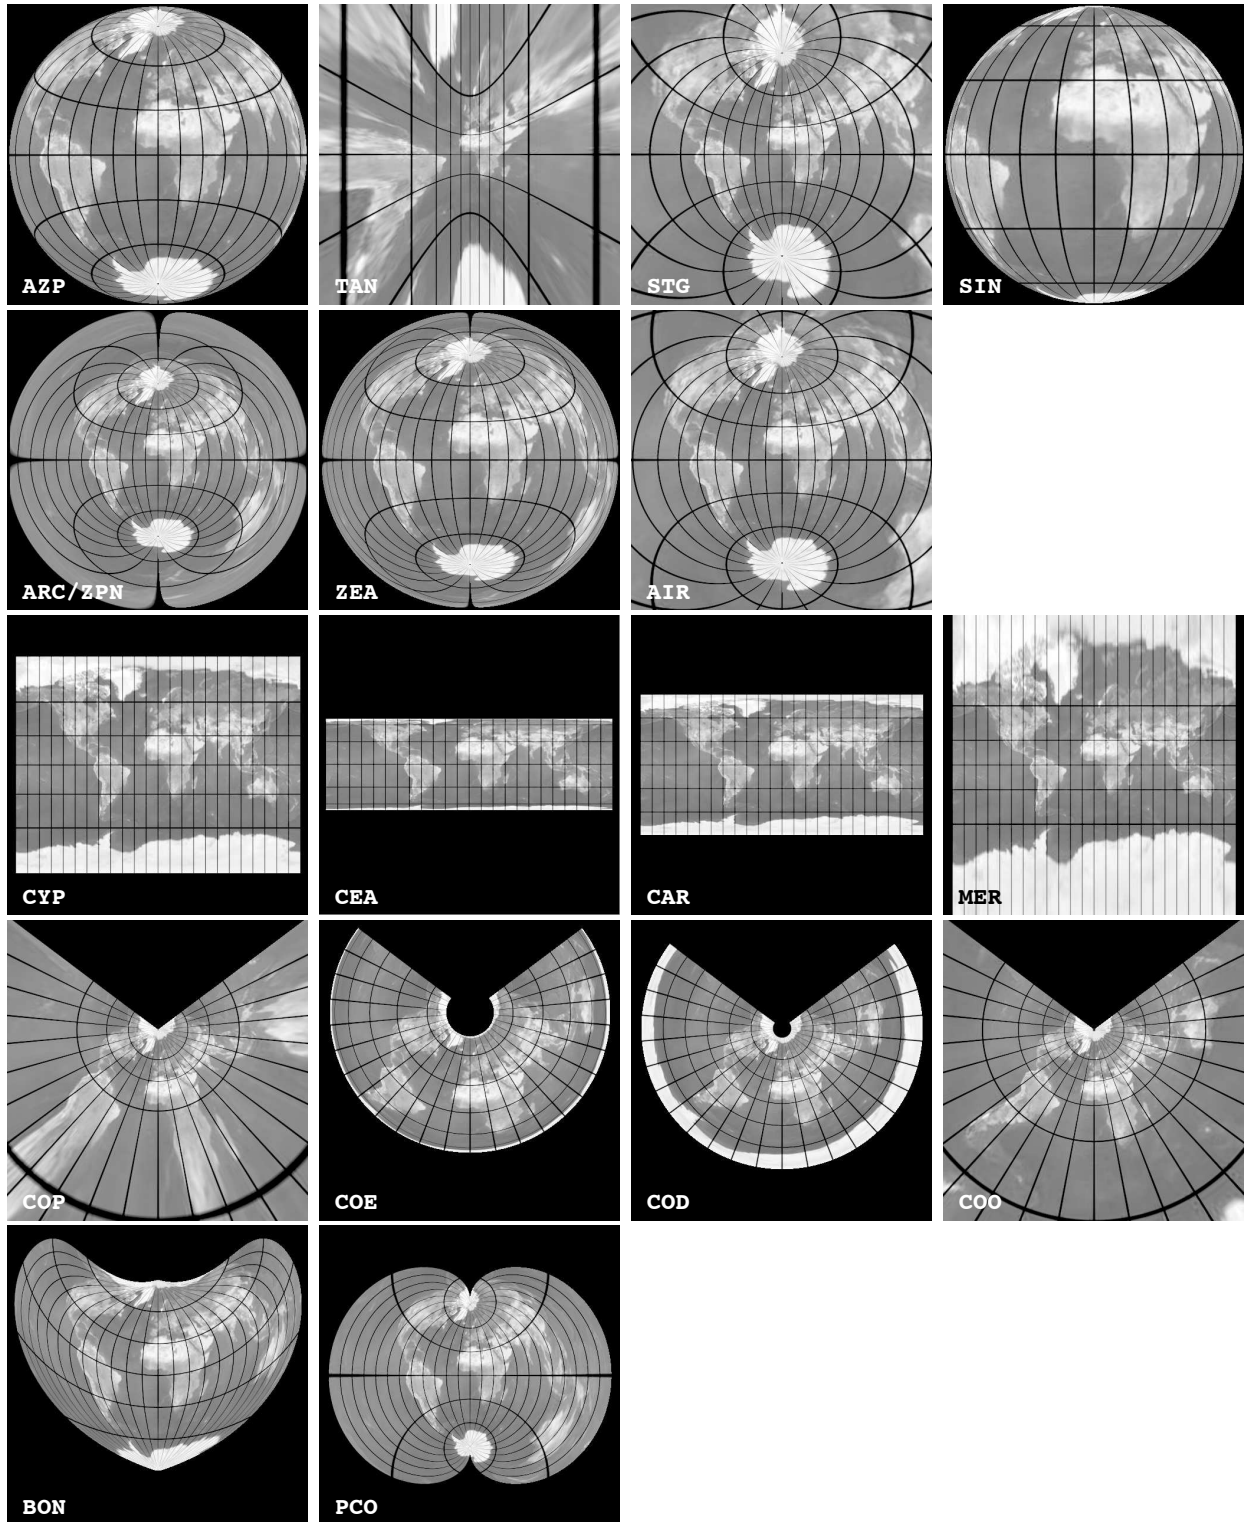 AZP
TAN
STG
SIN
ARC/ZPN
ZEA
AIR
CYP
CEA
CAR
MER
COP
COE
COD
COO
BON
PCO